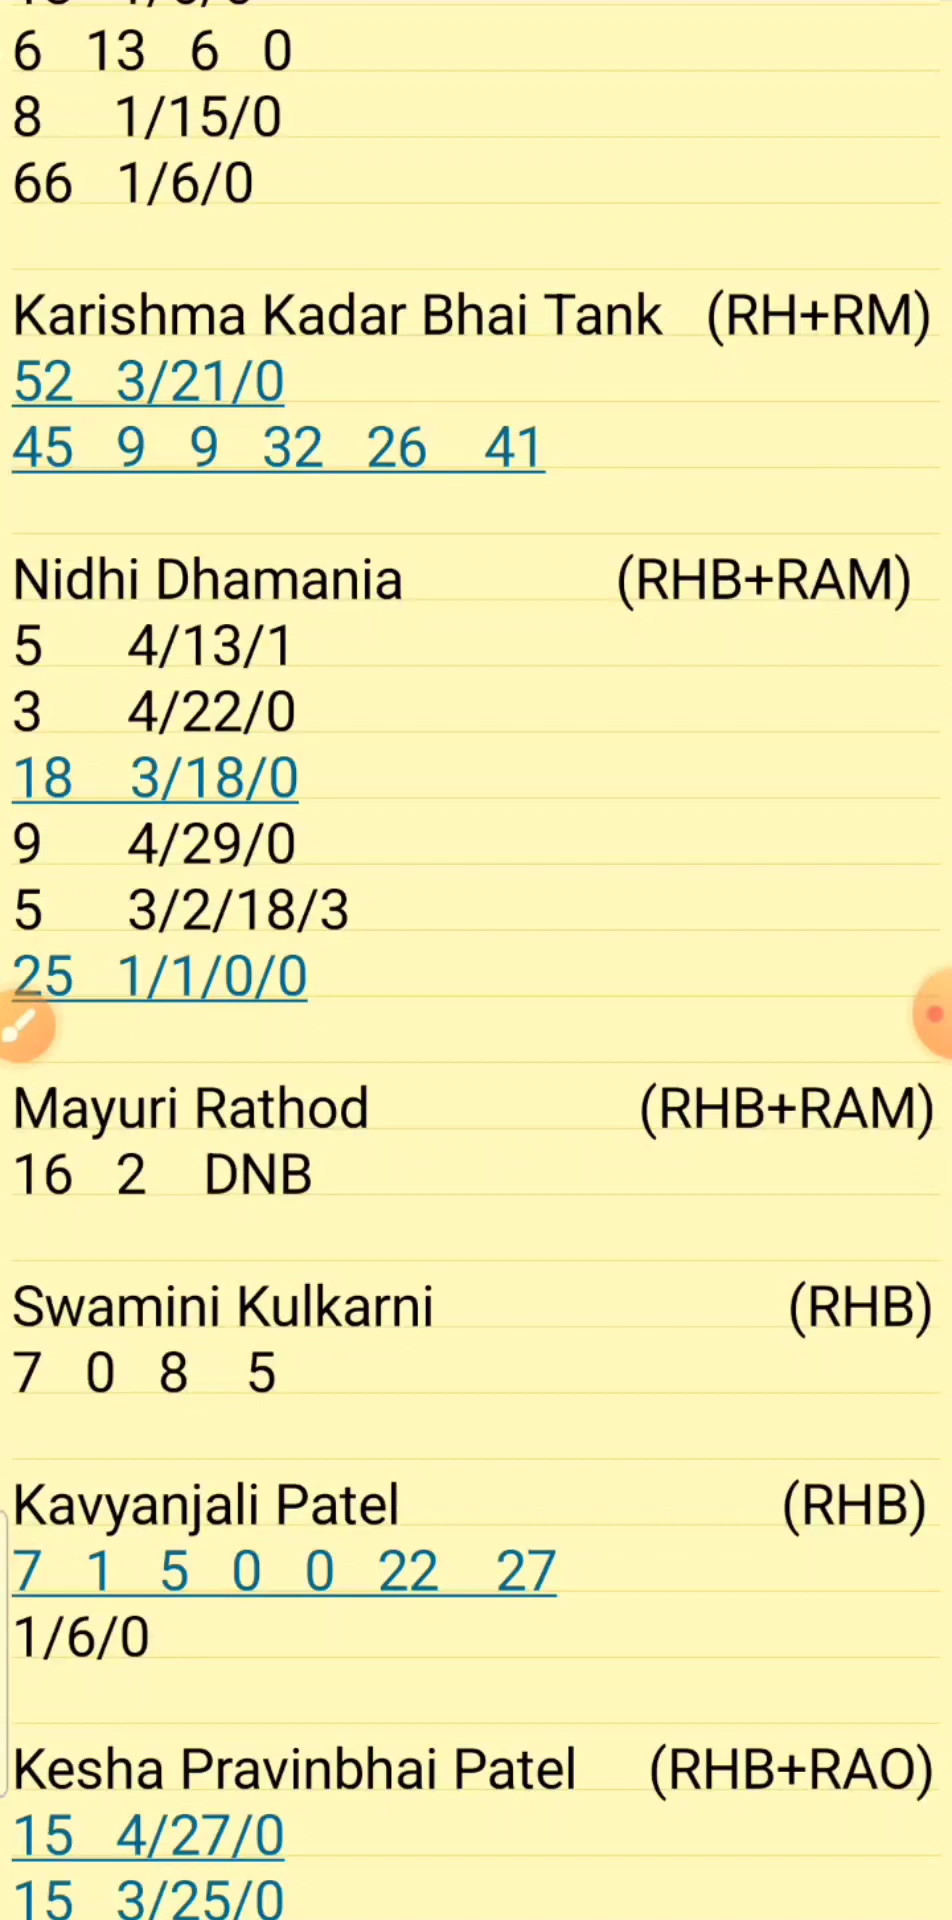 6 13 6 0
8 1/15/0
66 1/6/0
Karishma Kadar Bhai Tank (RH+RM)
52 3/21/0
45 9 9 32 26 41
Nidhi Dhamania (RHB+RAM)
5 4/13/1
3 4/22/0
18 3/18/0
9 4/29/0
5 3/2/18/3
25 1/1/0/0
Mayuri Rathod (RHB+RAM)
16 2 DNB
Swamini Kulkarni (RHB)
7 0 8 5
Kavyanjali Patel (RHB)
7 1 5 0 0 22 27
1/6/0
Kesha Pravinbhai Patel (RHB+RAO)
15 4/27/0
15 3/25/0